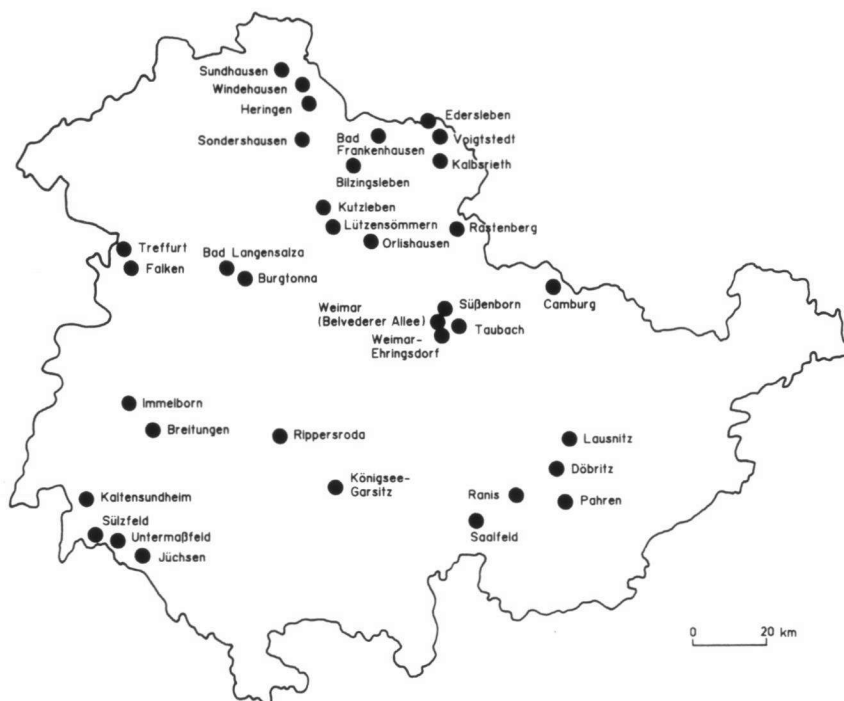 Sundhausen
Windehausen
Heringen
Edersleben
Sondershausen
Bad
Frankenhausen
Voigtstedt
Kalbsrieth
Bilzingsleben
Kutzleben
Lützensömmern
Orlishausen
Rastenberg
Treffurt
Falken
Bad Langensalza
Burgtonna
Camburg
Süßenborn
Weimar
(Belvederer Allee)
Taubach
Weimar-
Ehringsdorf
Immelborn
Breitungen
Rippersroda
Lausnitz
Döbritz
Königsee-
Garsitz
Ranis
Pahren
Kaltensundheim
Saalfeld
Sülzfeld
Untermaßfeld
Jüchsen
0 20 km